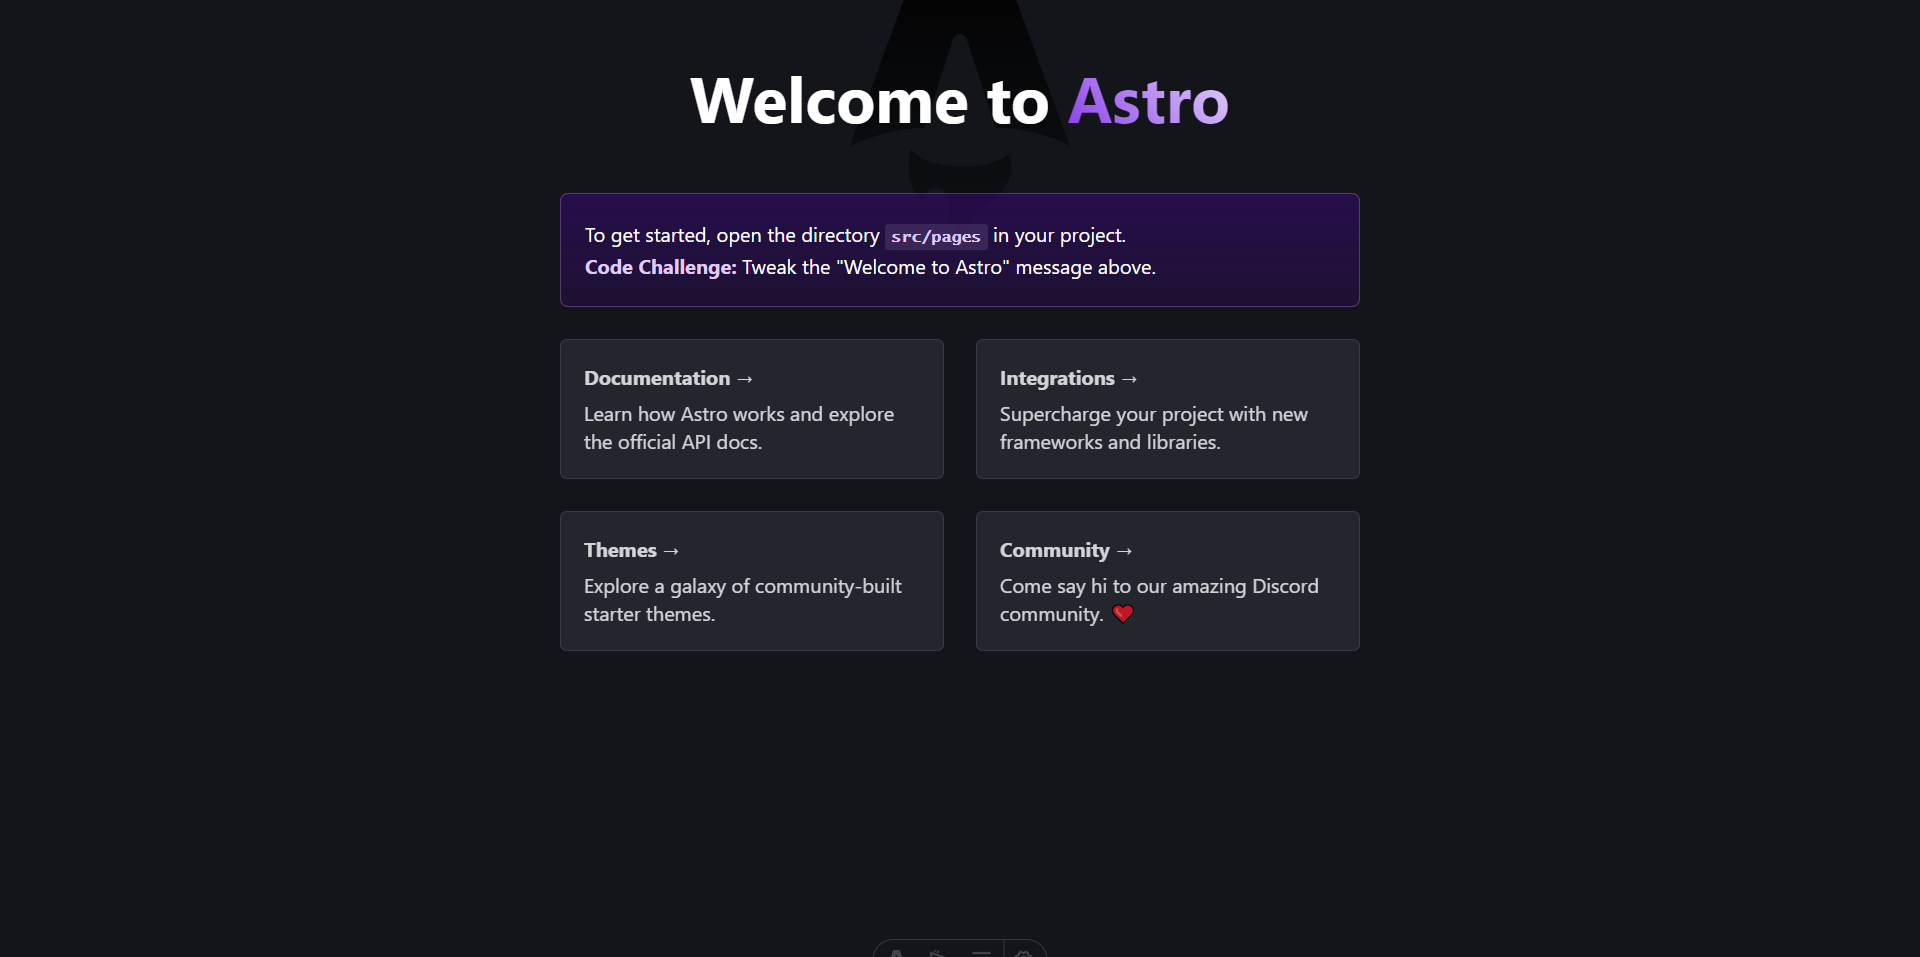 Welcome to Astro
To get started, open the directory src/pages in your project.
Code Challenge: Tweak the "Welcome to Astro" message above.
Documentation →
Learn how Astro works and explore
the official API docs.
Integrations →
Supercharge your project with new
frameworks and libraries.
Themes →
Explore a galaxy of community-built
starter themes.
Community →
Come say hi to our amazing Discord
community. ❤️